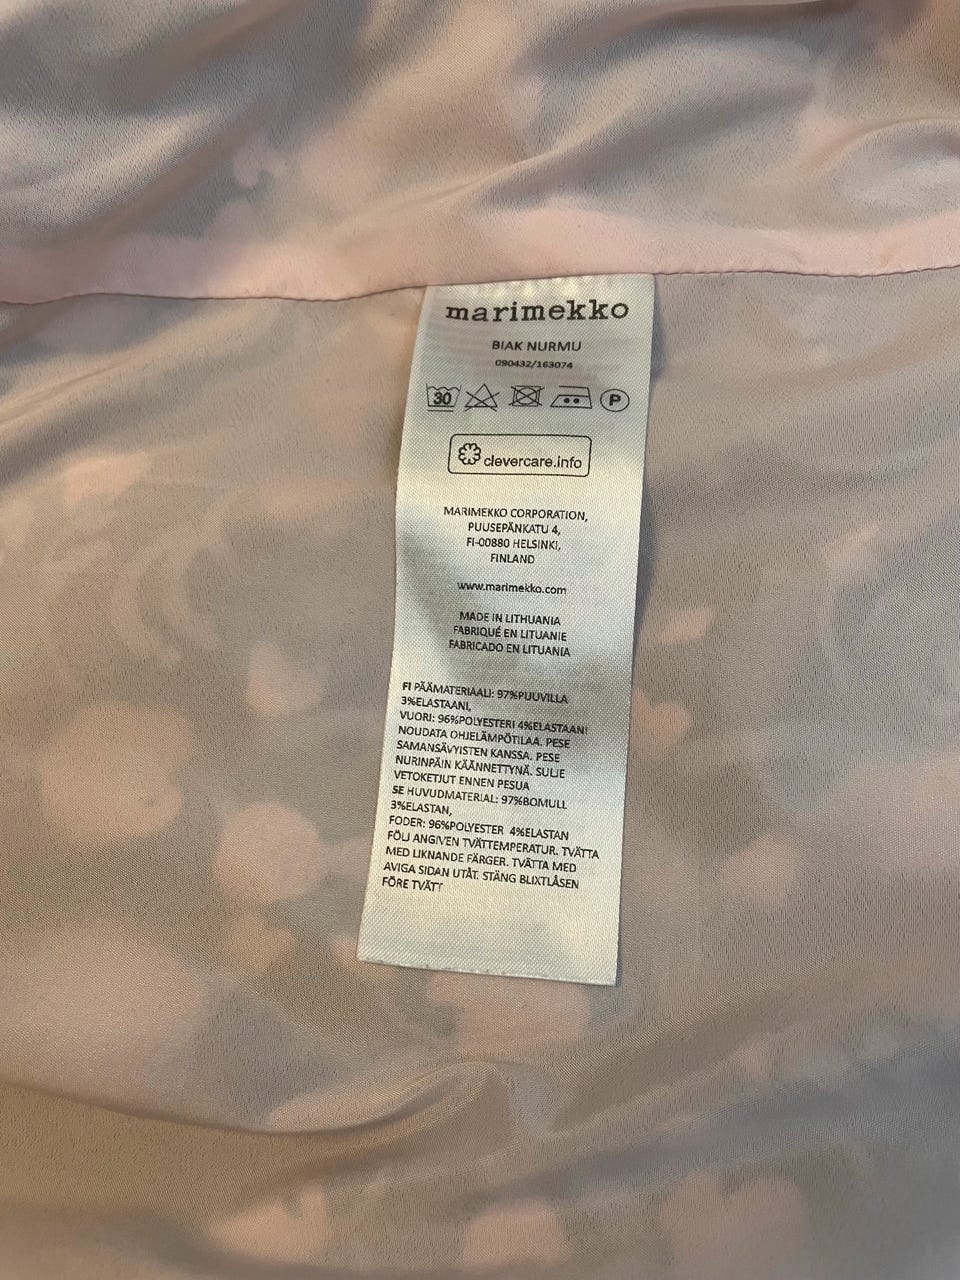 marimekko
BIAK NURMU
090432/163074
30 P
clevercare.info
MARIMEKKO CORPORATION,
PUUSEPÄNKATU 4,
FI-00880 HELSINKI,
FINLAND
www.marimekko.com
MADE IN LITHUANIA
FABRIQUÉ EN LITUANIE
FABRICADO EN LITUANIA
FI PÄÄMATERIAALI: 97%PUUVILLA
3%ELASTAANI,
VUORI: 96%POLYESTERI 4%ELASTAANI
NOUDATA OHJELÄMPÖTILAA. PESE
SAMANSÄVYISTEN KANSSA. PESE
NURINPÄIN KÄÄNNETTYNÄ. SULJE
VETOKETJUT ENNEN PESUA
SE HUVUDMATERIAL: 97%BOMULL
3%ELASTAN,
FODER: 96%POLYESTER 4%ELASTAN
FÖLJ ANGIVEN TVÄTTEMPERATUR. TVÄTTA
MED LIKNANDE FÄRGER. TVÄTTA MED
AVIGA SIDAN UTÅT. STÄNG BLIXTLÅSEN
FÖRE TVÄTT